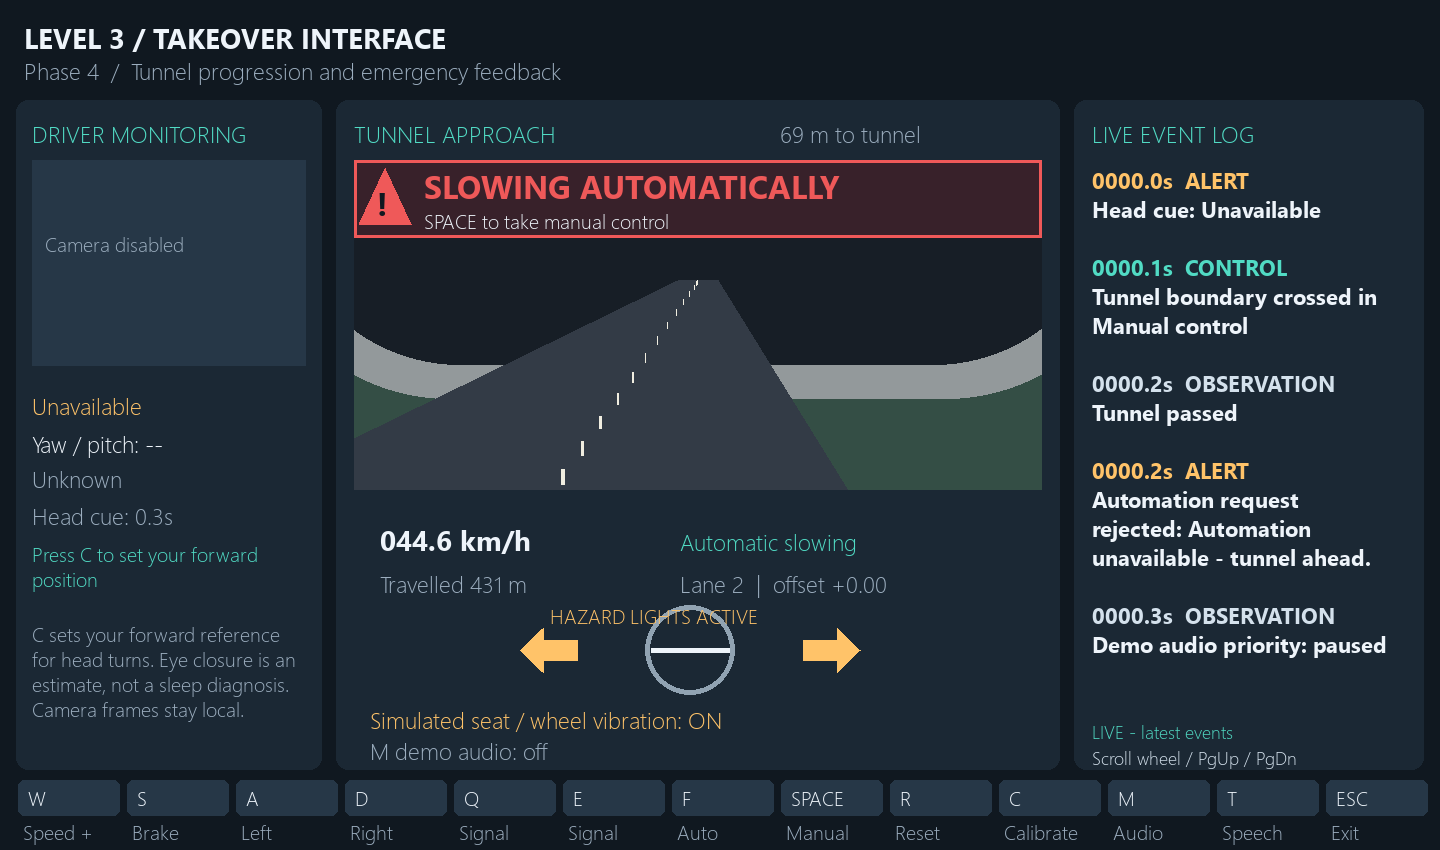 LEVEL 3 / TAKEOVER INTERFACE
Phase 4 / Tunnel progression and emergency feedback
DRIVER MONITORING
Camera disabled
Unavailable
Yaw / pitch: --
Unknown
Head cue: 0.3s
Press C to set your forward
position
C sets your forward reference
for head turns. Eye closure is an
estimate, not a sleep diagnosis.
Camera frames stay local.
TUNNEL APPROACH
69 m to tunnel
!
SLOWING AUTOMATICALLY
SPACE to take manual control
044.6 km/h
Automatic slowing
Travelled 431 m
Lane 2 | offset +0.00
HAZARD LIGHTS ACTIVE
Simulated seat / wheel vibration: ON
M demo audio: off
LIVE EVENT LOG
0000.0s ALERT
Head cue: Unavailable
0000.1s CONTROL
Tunnel boundary crossed in
Manual control
0000.2s OBSERVATION
Tunnel passed
0000.2s ALERT
Automation request
rejected: Automation
unavailable - tunnel ahead.
0000.3s OBSERVATION
Demo audio priority: paused
LIVE - latest events
Scroll wheel / PgUp / PgDn
W
Speed +
S
Brake
A
Left
D
Right
Q
Signal
E
Signal
F
Auto
SPACE
Manual
R
Reset
C
Calibrate
M
Audio
T
Speech
ESC
Exit